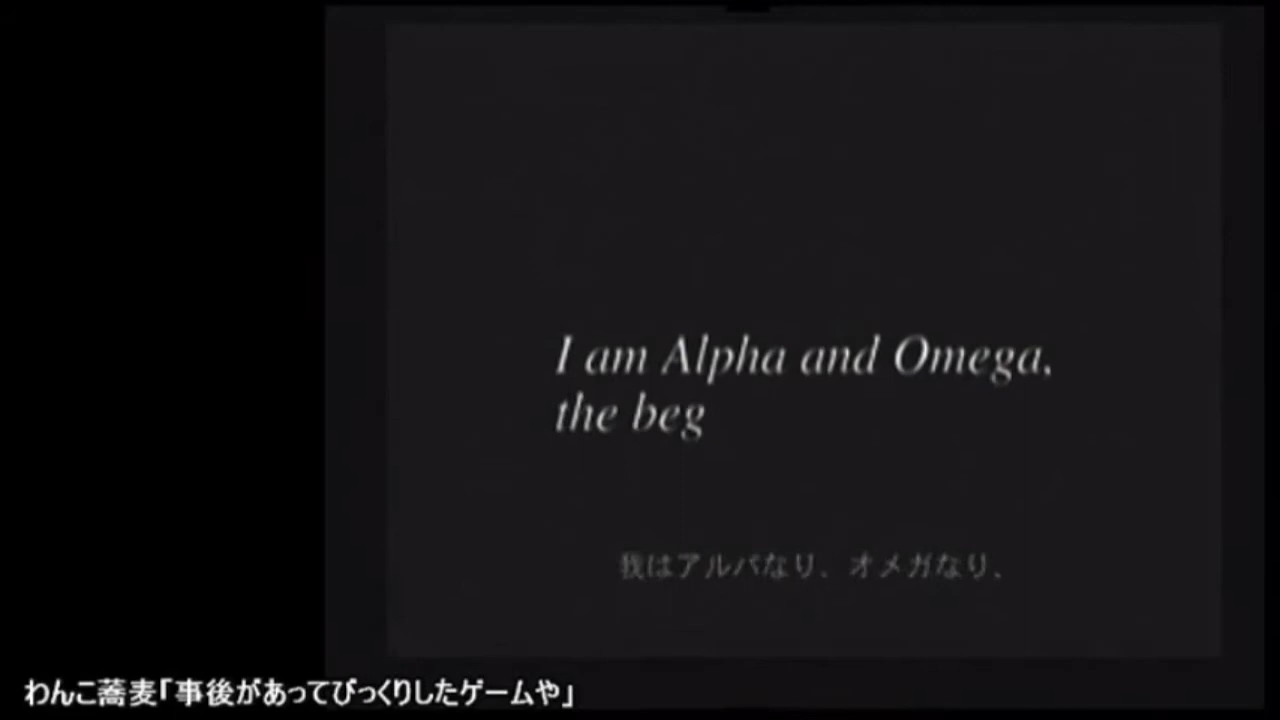 I am Alpha and Omega,
the beg
我はアルパなり、オメガなり、
わんこ蕎麦「事後があってびっくりしたゲームや」